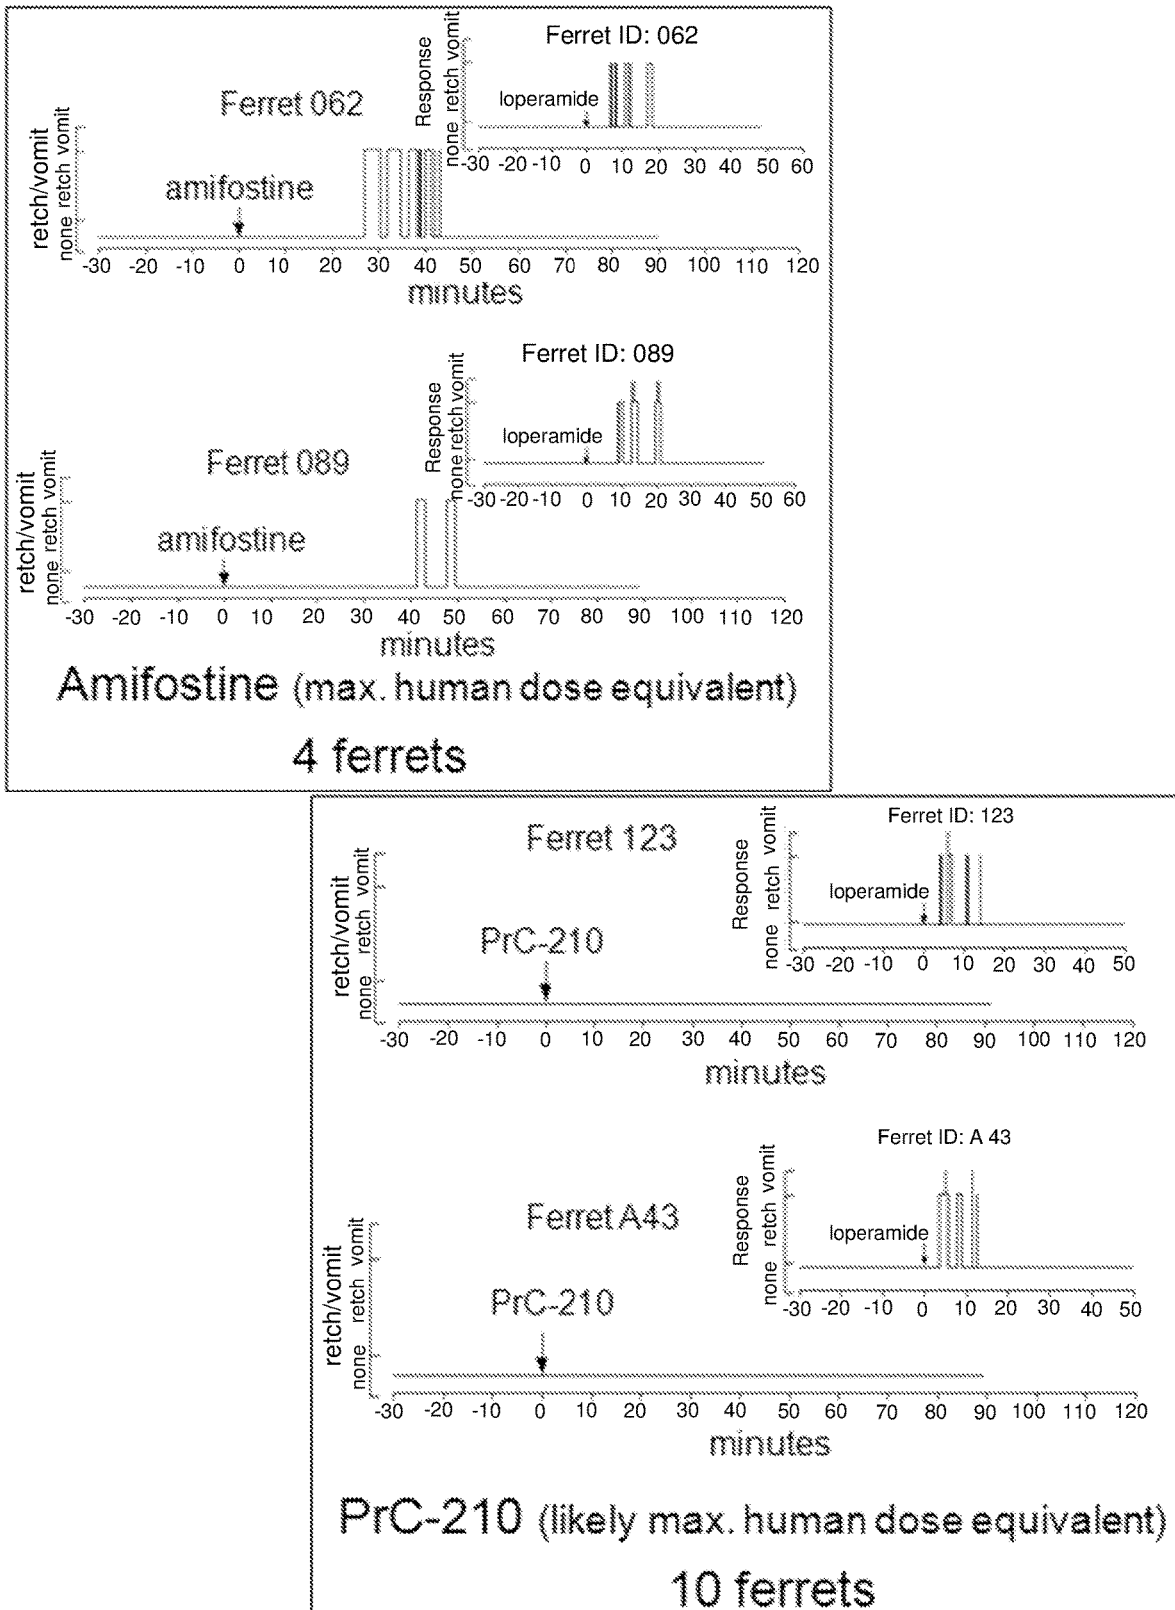 Ferret ID: 062
Response
none retch vomit
loperamide
-30 -20 -10 0 10 20 30 40 50 60
Ferret 062
retch/vomit
none retch vomit
amifostine
-30 -20 -10 0 10 20 30 40 50 60 70 80 90 100 110 120
minutes
Ferret ID: 089
Response
none retch vomit
loperamide
-30 -20 -10 0 10 20 30 40 50 60
Ferret 089
retch/vomit
none retch vomit
amifostine
-30 -20 -10 0 10 20 30 40 50 60 70 80 90 100 110 120
minutes
Amifostine (max. human dose equivalent)
4 ferrets
Ferret ID: 123
Response
none retch vomit
loperamide
-30 -20 -10 0 10 20 30 40 50
Ferret 123
retch/vomit
none retch vomit
PrC-210
-30 -20 -10 0 10 20 30 40 50 60 70 80 90 100 110 120
minutes
Ferret ID: A 43
Response
none retch vomit
loperamide
-30 -20 -10 0 10 20 30 40 50
Ferret A43
retch/vomit
none retch vomit
PrC-210
-30 -20 -10 0 10 20 30 40 50 60 70 80 90 100 110 120
minutes
PrC-210 (likely max. human dose equivalent)
10 ferrets